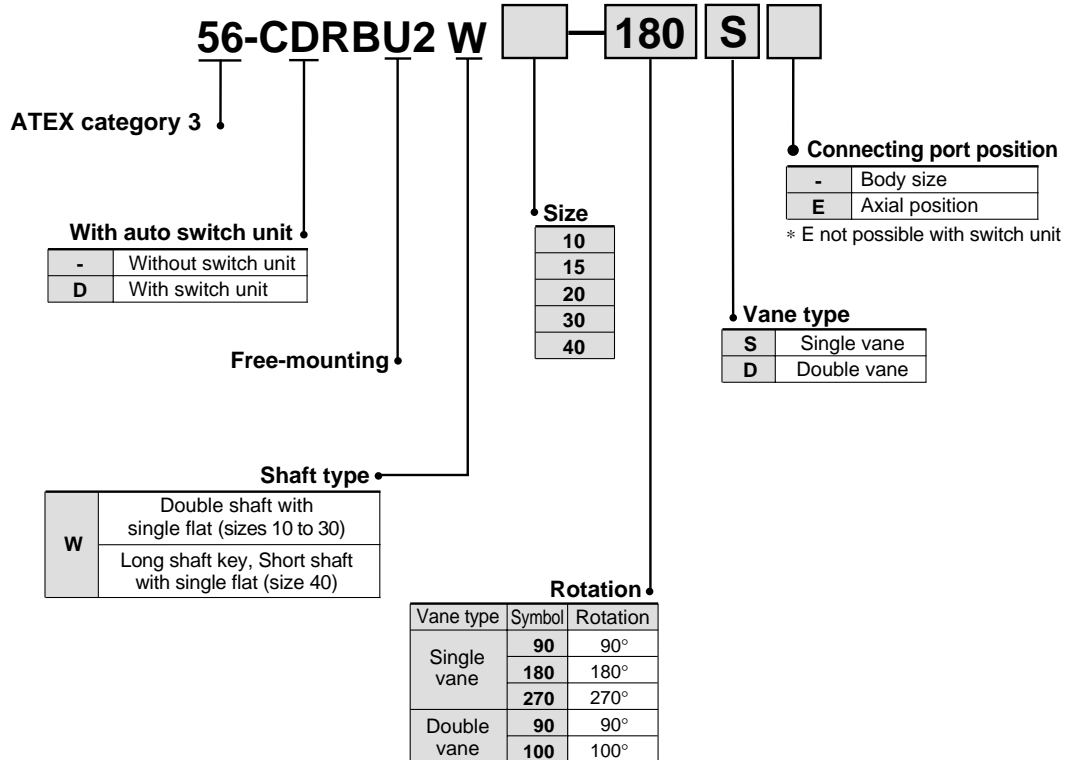 56-CDRBU2 W - 180 S
ATEX category 3
Connecting port position
- Body size
E Axial position
* E not possible with switch unit
With auto switch unit
- Without switch unit
D With switch unit
Size
10
15
20
30
40
Vane type
S Single vane
D Double vane
Free-mounting
Shaft type
W
Double shaft with
single flat (sizes 10 to 30)
Long shaft key, Short shaft
with single flat (size 40)
Rotation
Vane type Symbol Rotation
Single
vane
90 90°
180 180°
270 270°
Double
vane
90 90°
100 100°